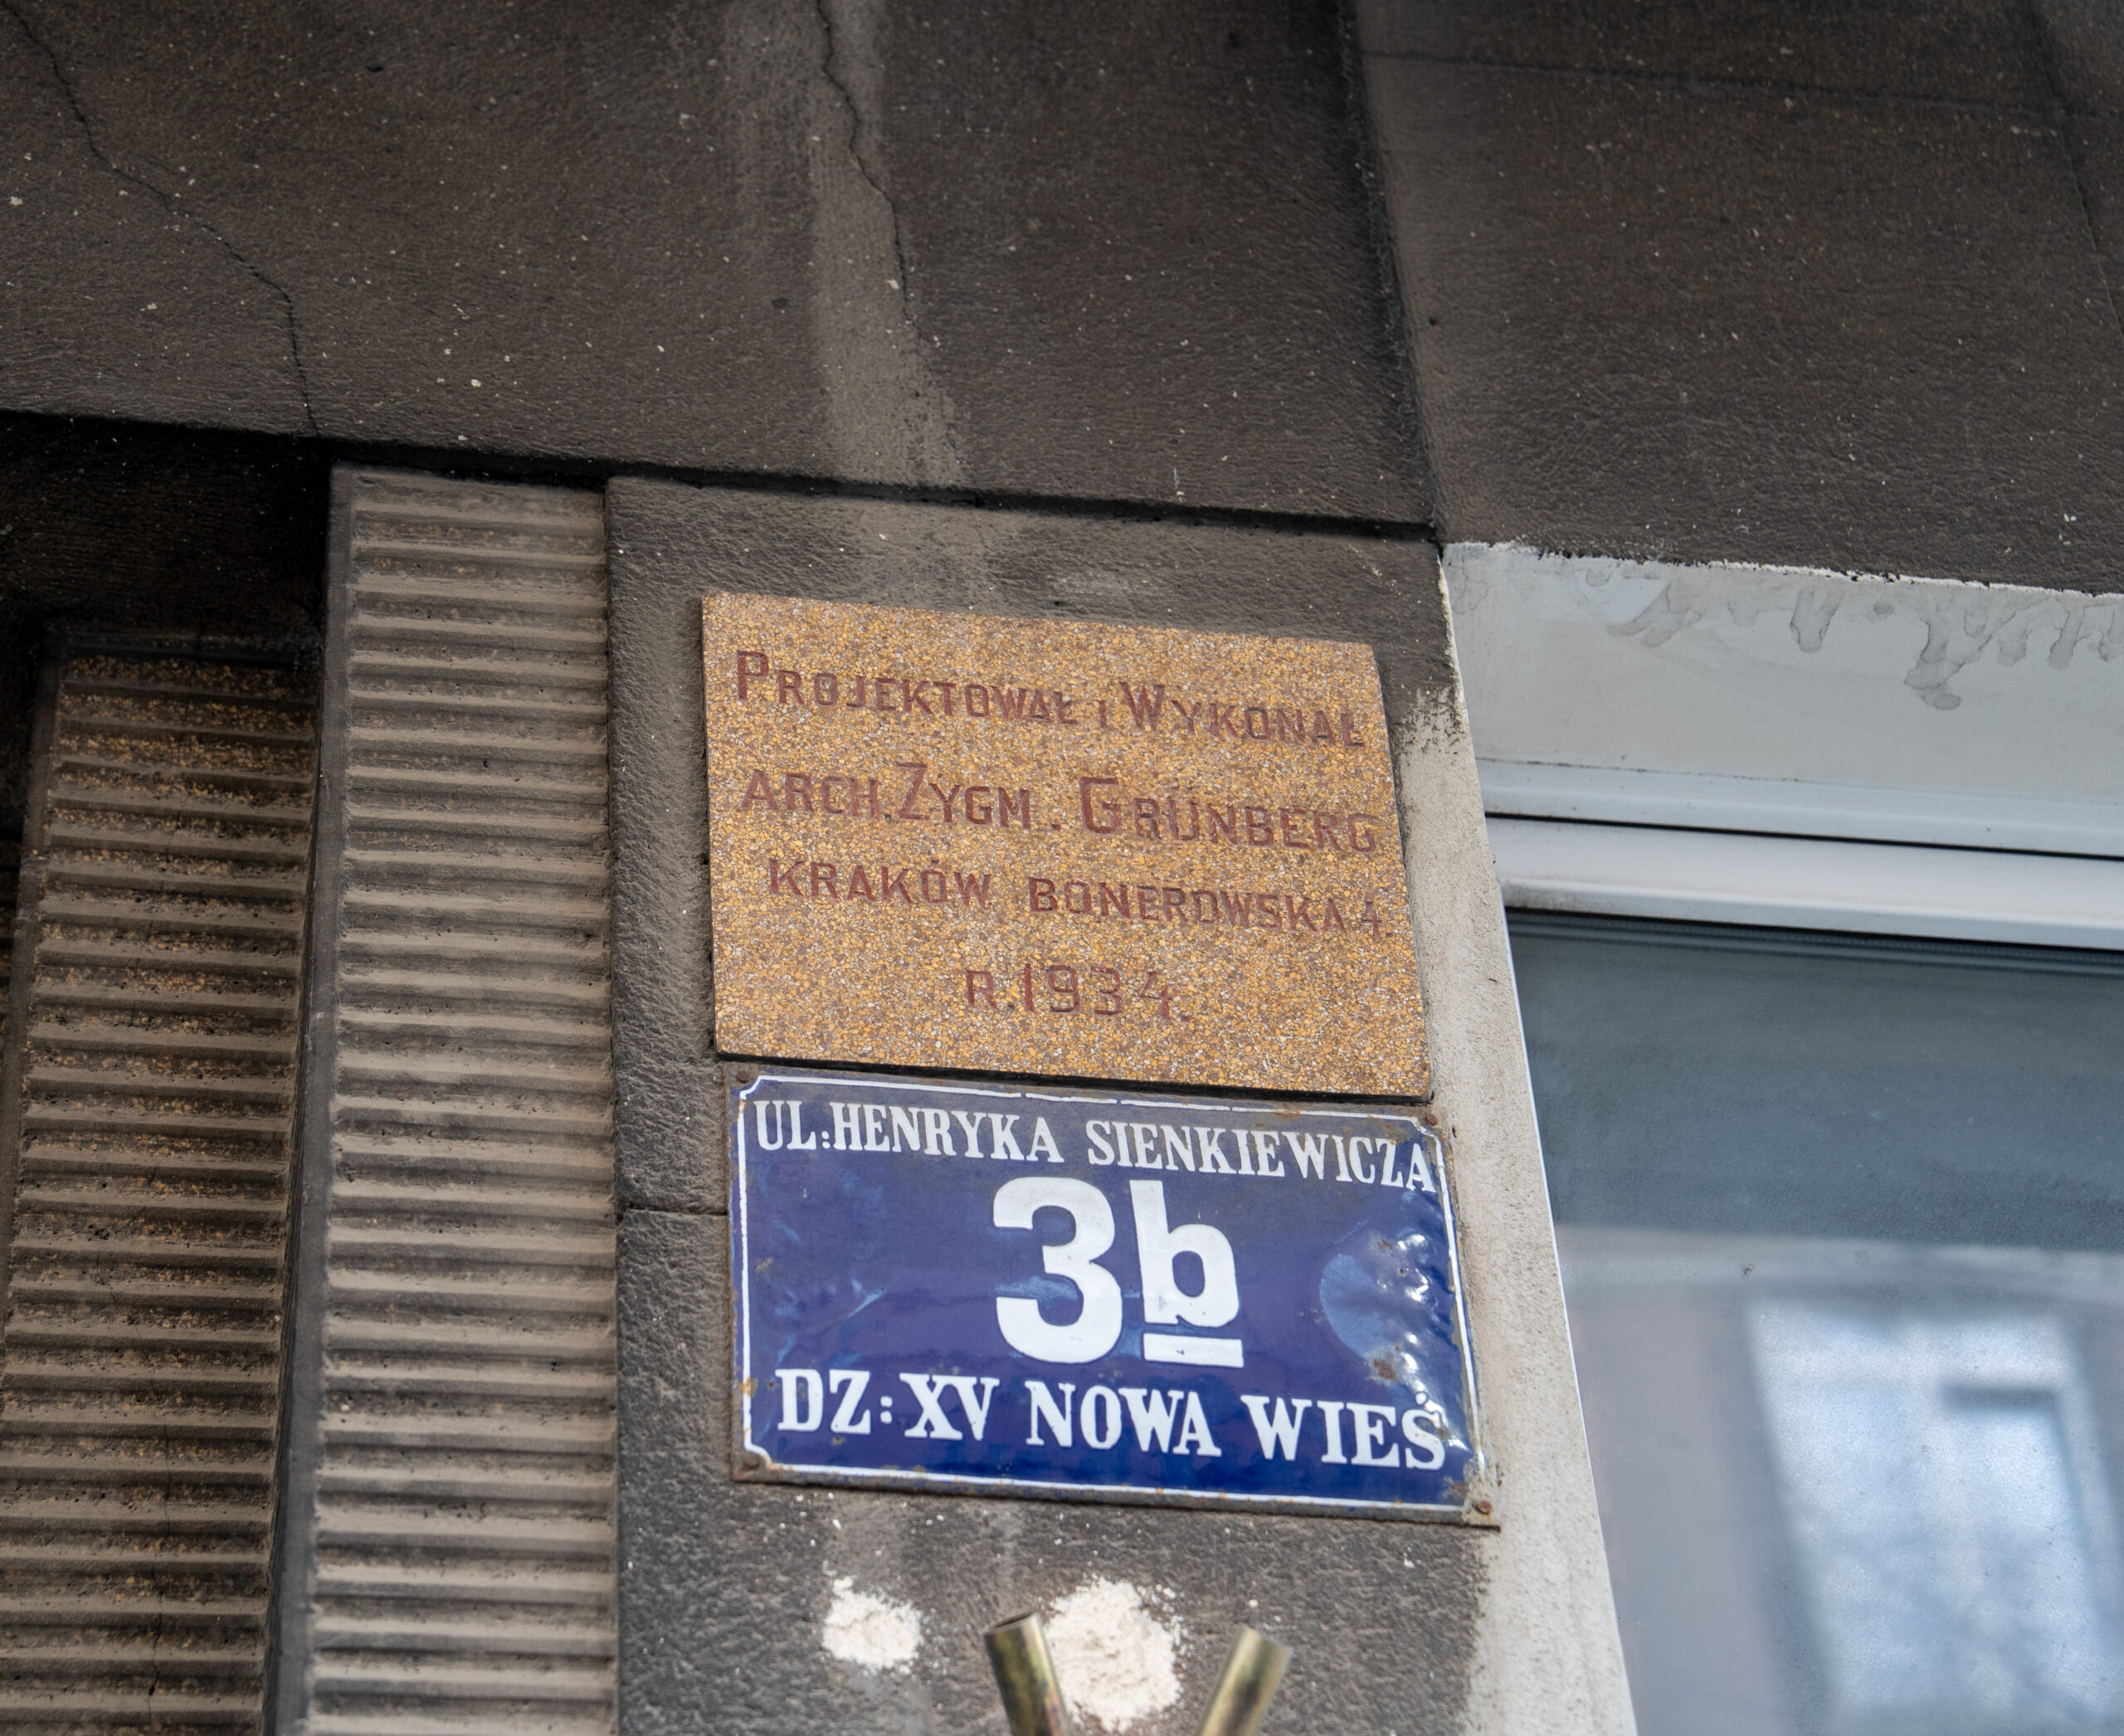 PROJEKTOWAŁ I WYKONAŁ
ARCH. ZYGM. GRÜNBERG
KRAKÓW BONEROWSKA 4.
R. 1934.
UL: HENRYKA SIENKIEWICZA
3b
DZ: XV NOWA WIEŚ